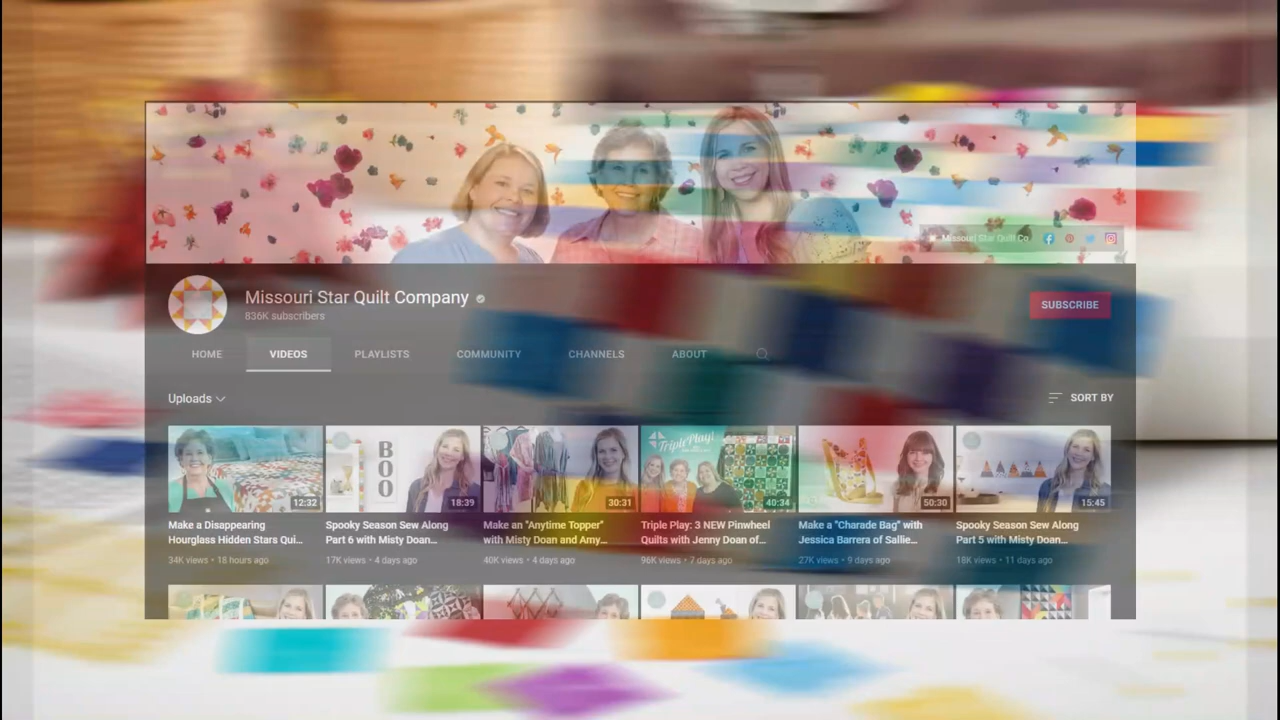 Missouri Star Quilt Co
Missouri Star Quilt Company
836K subscribers
SUBSCRIBE
HOME VIDEOS PLAYLISTS COMMUNITY CHANNELS ABOUT
Uploads
SORT BY
BOO
TriplePlay!
12:32
18:39
30:31
40:34
50:30
15:45
Make a Disappearing
Hourglass Hidden Stars Qui...
34K views • 18 hours ago
Spooky Season Sew Along
Part 6 with Misty Doan...
17K views • 4 days ago
Make an "Anytime Topper"
with Misty Doan and Amy...
40K views • 4 days ago
Triple Play: 3 NEW Pinwheel
Quilts with Jenny Doan of...
96K views • 7 days ago
Make a "Charade Bag" with
Jessica Barrera of Sallie...
27K views • 9 days ago
Spooky Season Sew Along
Part 5 with Misty Doan...
18K views • 11 days ago